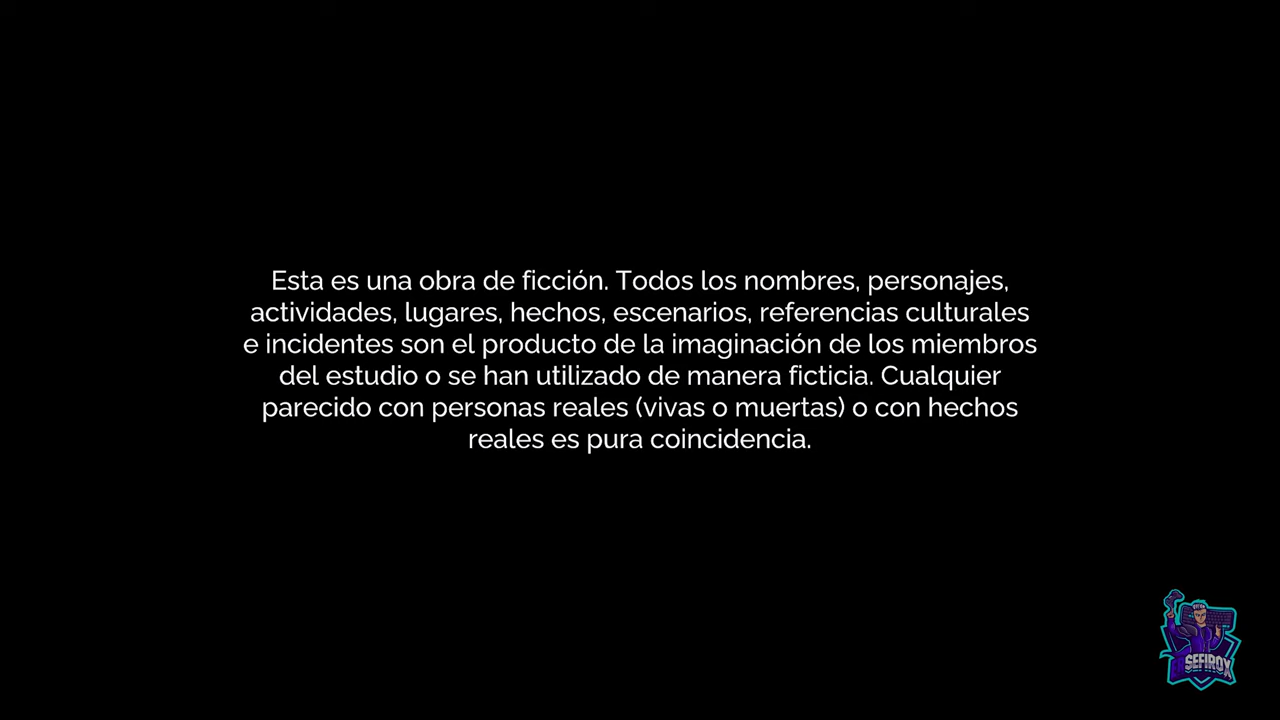 Esta es una obra de ficción. Todos los nombres, personajes,
actividades, lugares, hechos, escenarios, referencias culturales
e incidentes son el producto de la imaginación de los miembros
del estudio o se han utilizado de manera ficticia. Cualquier
parecido con personas reales (vivas o muertas) o con hechos
reales es pura coincidencia.
SEFIROX